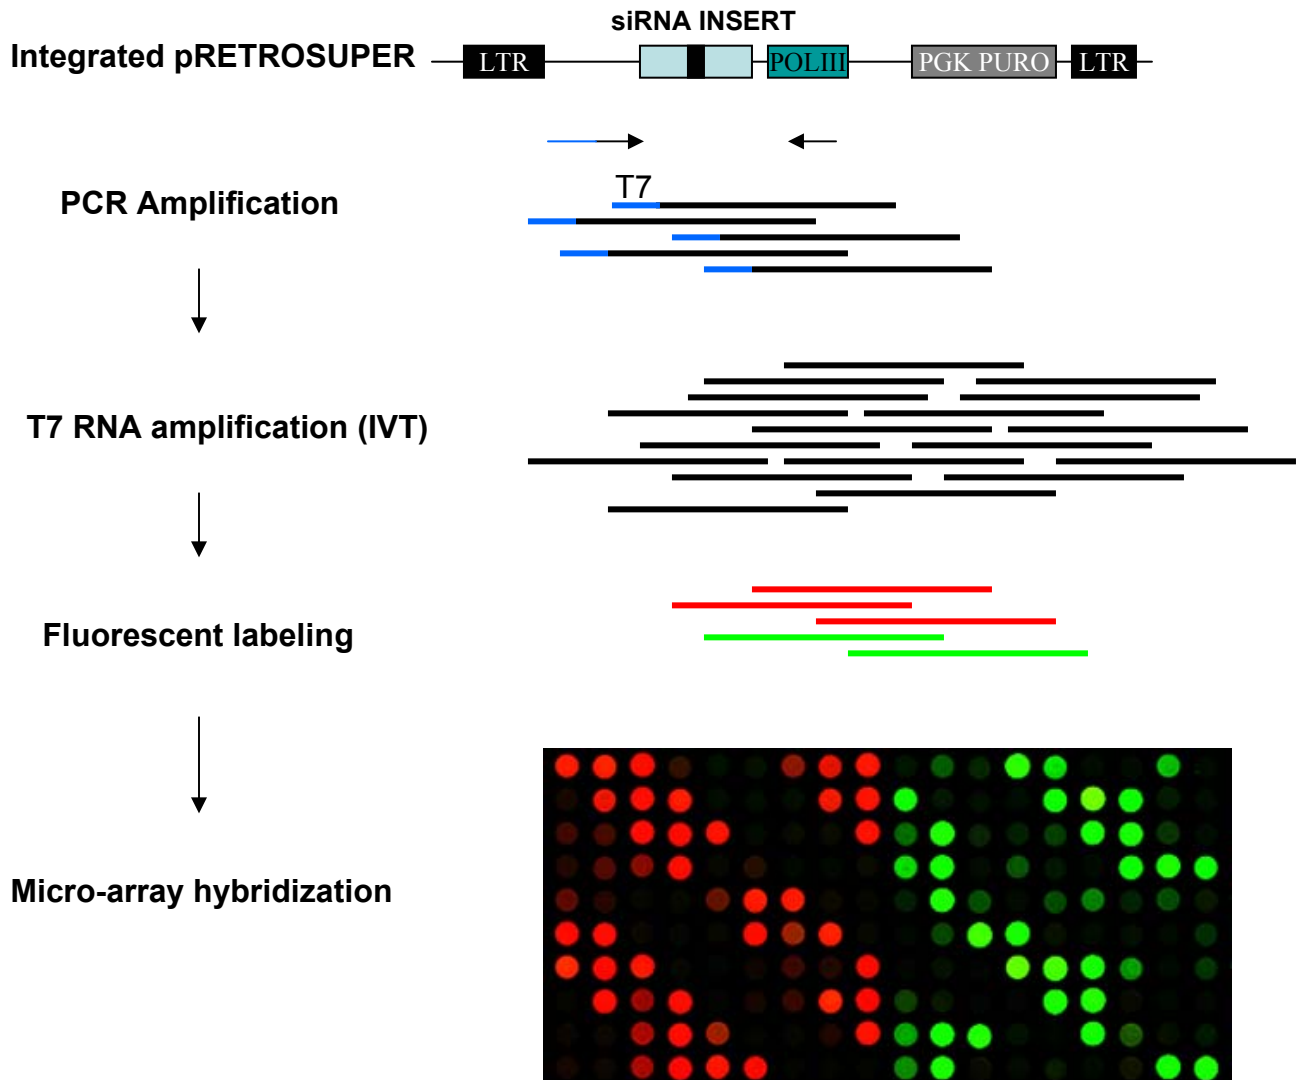 siRNA INSERT
Integrated pRETROSUPER
LTR
POLIII
PGK PURO
LTR
PCR Amplification
T7
T7 RNA amplification (IVT)
Fluorescent labeling
Micro-array hybridization